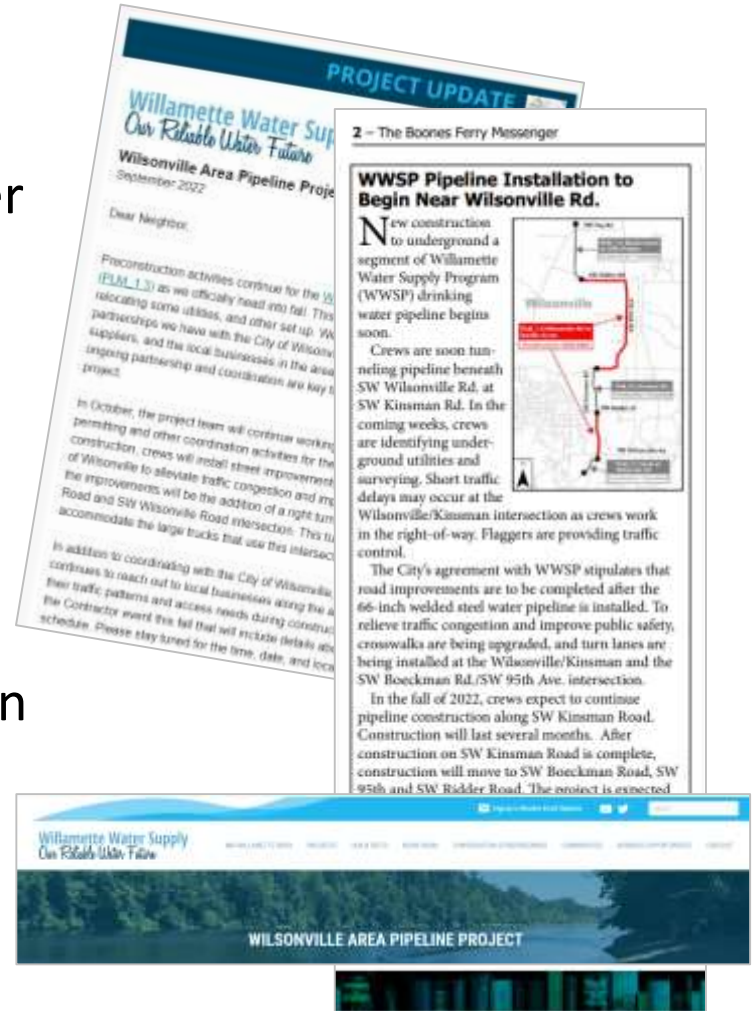 er
n
PROJECT UPDATE
Willamette Water Sup
Our Reliable Water Future
Wilsonville Area Pipeline Proje
September 2022
Dear Neighbor,
Preconstruction activities continue for the W
(PLM_1.3) as we officially head into fall. This
relocating some utilities, and other set up. We
partnerships we have with the City of Wilsonv
suppliers, and the local businesses in the area
ongoing partnership and coordination are key t
project.
In October, the project team will continue working
permitting and other coordination activities for the
construction, crews will install street improvement
of Wilsonville to alleviate traffic congestion and imp
the improvements will be the addition of a right turn
Road and SW Wilsonville Road intersection. This tu
accommodate the large trucks that use this intersec
In addition to coordinating with the City of Wilsonville,
continues to reach out to local businesses along the a
their traffic patterns and access needs during construc
the Contractor event this fall that will include details abo
schedule. Please stay tuned for the time, date, and loca
2 – The Boones Ferry Messenger
WWSP Pipeline Installation to
Begin Near Wilsonville Rd.
New construction
to underground a
segment of Willamette
Water Supply Program
(WWSP) drinking
water pipeline begins
soon.
Crews are soon tun-
neling pipeline beneath
SW Wilsonville Rd. at
SW Kinsman Rd. In the
coming weeks, crews
are identifying under-
ground utilities and
surveying. Short traffic
delays may occur at the
Wilsonville/Kinsman intersection as crews work
in the right-of-way. Flaggers are providing traffic
control.
The City's agreement with WWSP stipulates that
road improvements are to be completed after the
66-inch welded steel water pipeline is installed. To
relieve traffic congestion and improve public safety,
crosswalks are being upgraded, and turn lanes are
being installed at the Wilsonville/Kinsman and the
SW Boeckman Rd./SW 95th Ave. intersection.
In the fall of 2022, crews expect to continue
pipeline construction along SW Kinsman Road.
Construction will last several months. After
construction on SW Kinsman Road is complete,
construction will move to SW Boeckman Road, SW
95th and SW Ridder Road. The project is expected
Wilsonville
Willamette Water Supply
Our Reliable Water Future
WILSONVILLE AREA PIPELINE PROJECT